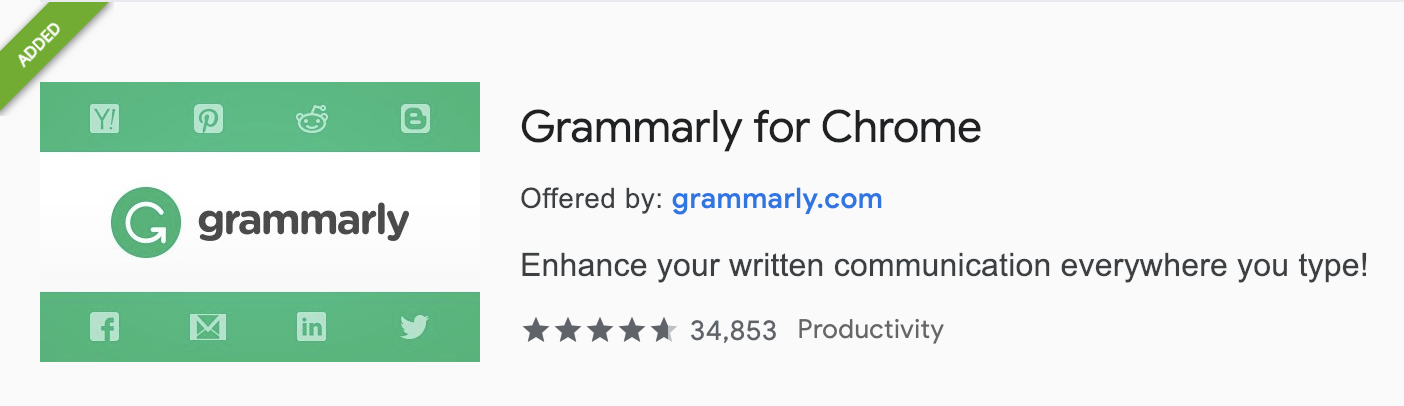 ADDED
grammarly
Grammarly for Chrome
Offered by: grammarly.com
Enhance your written communication everywhere you type!
34,853 Productivity